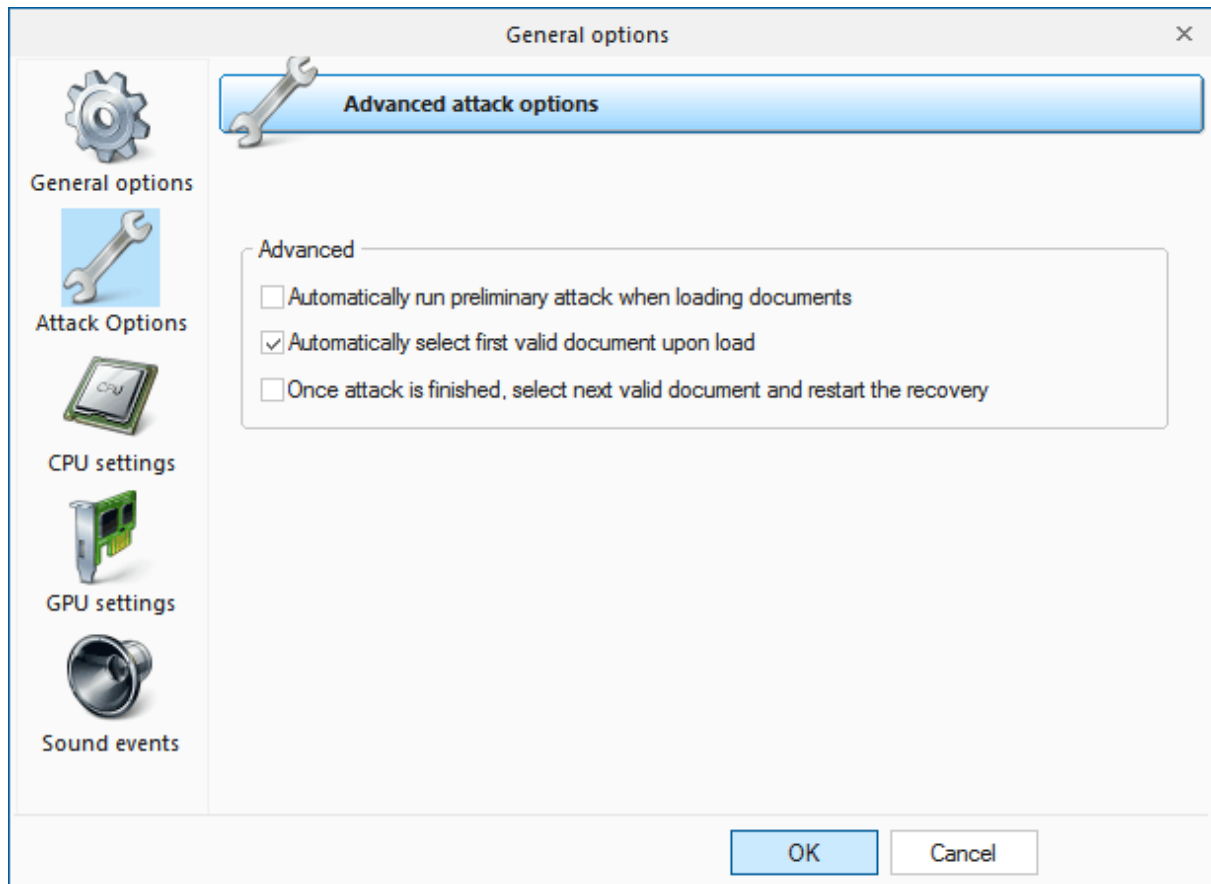 General options
Advanced attack options
General options
Attack Options
CPU
CPU settings
GPU settings
Sound events
Advanced
Automatically run preliminary attack when loading documents
Automatically select first valid document upon load
Once attack is finished, select next valid document and restart the recovery
OK
Cancel